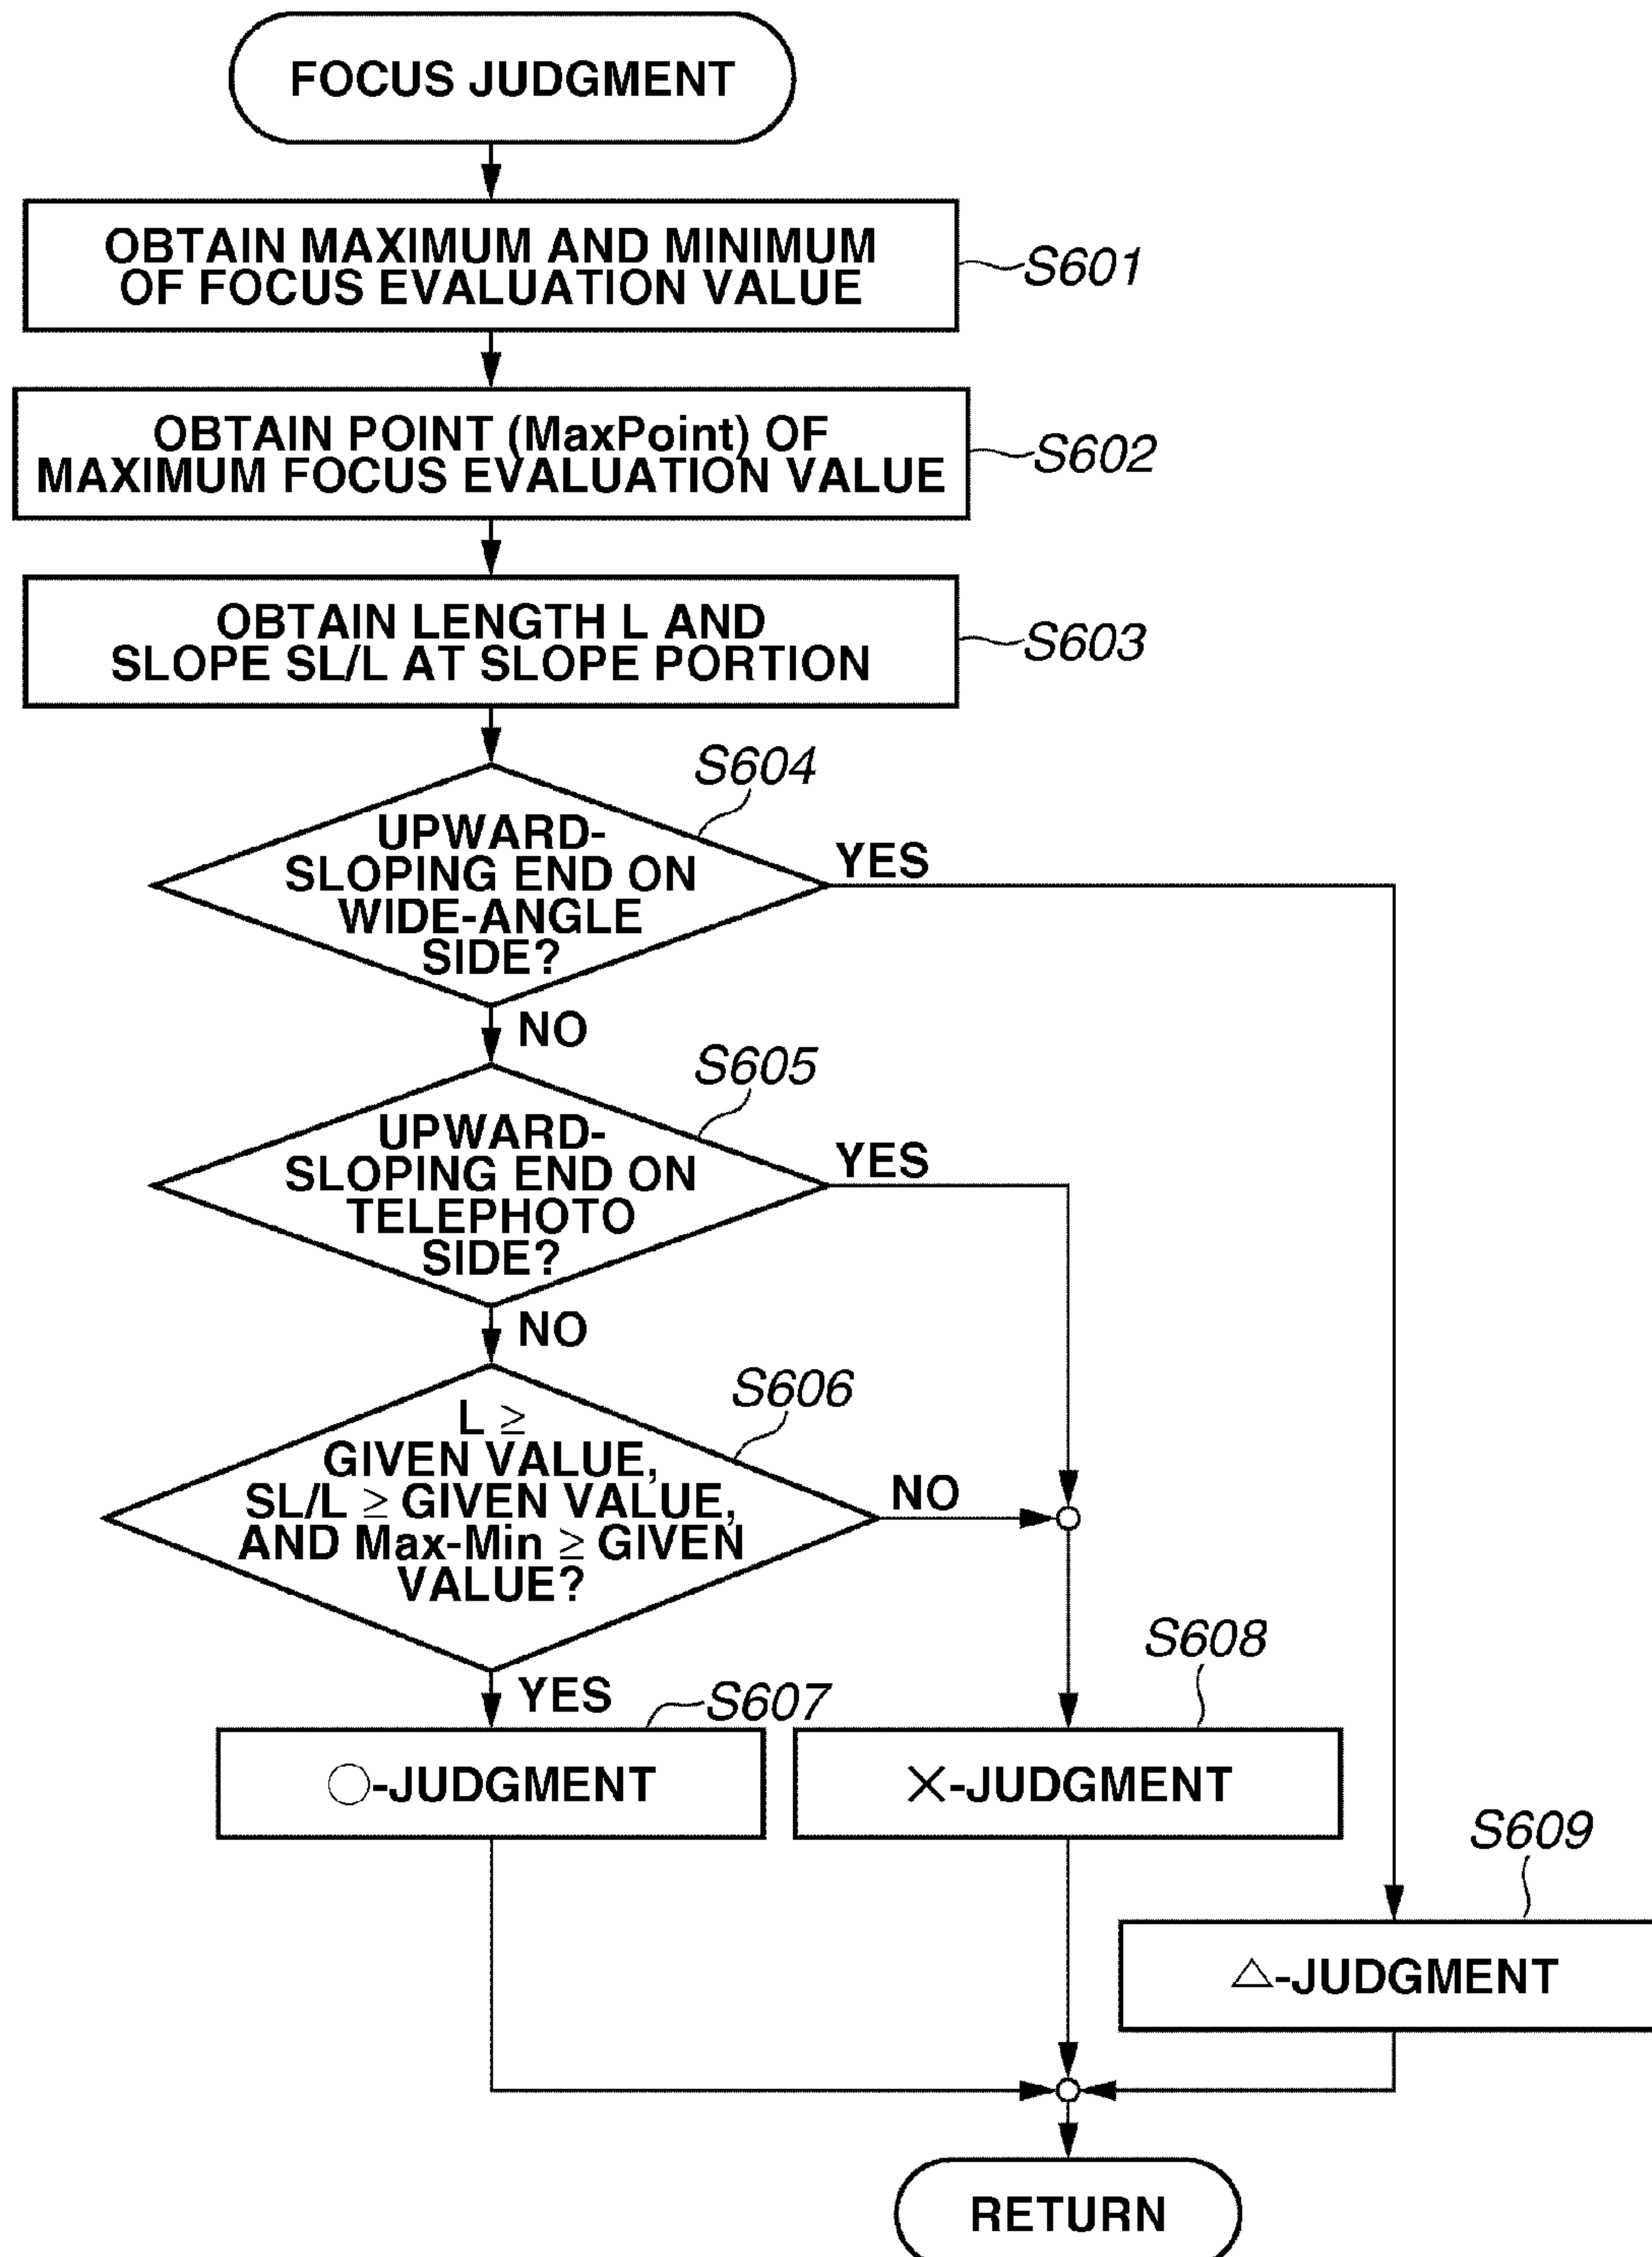 FOCUS JUDGMENT
OBTAIN MAXIMUM AND MINIMUM
OF FOCUS EVALUATION VALUE
S601
OBTAIN POINT (MaxPoint) OF
MAXIMUM FOCUS EVALUATION VALUE
S602
OBTAIN LENGTH L AND
SLOPE SL/L AT SLOPE PORTION
S603
S604
UPWARD-
SLOPING END ON
WIDE-ANGLE
SIDE?
YES
NO
S605
UPWARD-
SLOPING END ON
TELEPHOTO
SIDE?
YES
NO
S606
L ≥
GIVEN VALUE,
SL/L ≥ GIVEN VALUE,
AND Max-Min ≥ GIVEN
VALUE?
NO
YES
S607
○-JUDGMENT
S608
×-JUDGMENT
S609
△-JUDGMENT
RETURN